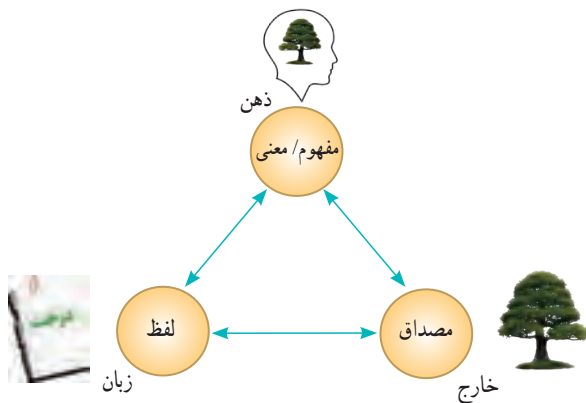 ذهن
مفهوم/ معنی
لفظ
مصداق
زبان
خارج